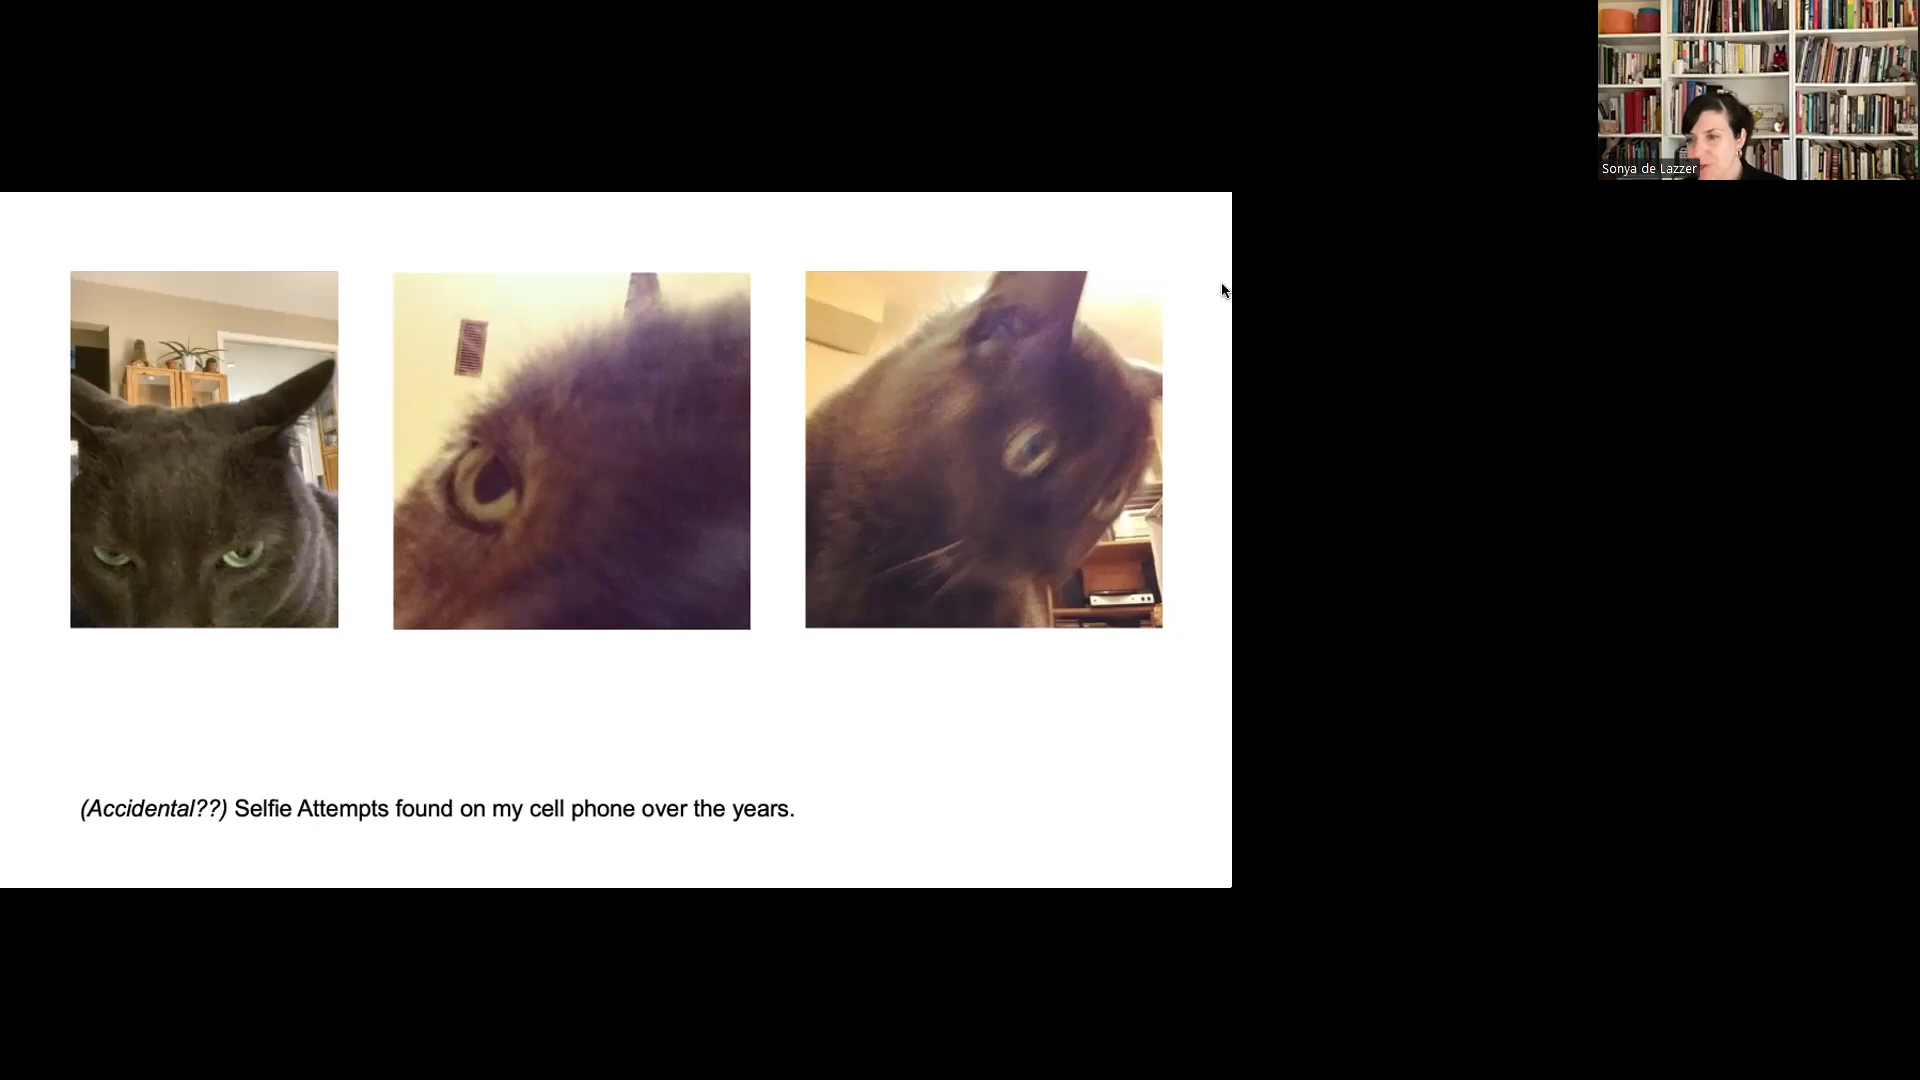 Sonya de Lazzer
(Accidental??) Selfie Attempts found on my cell phone over the years.